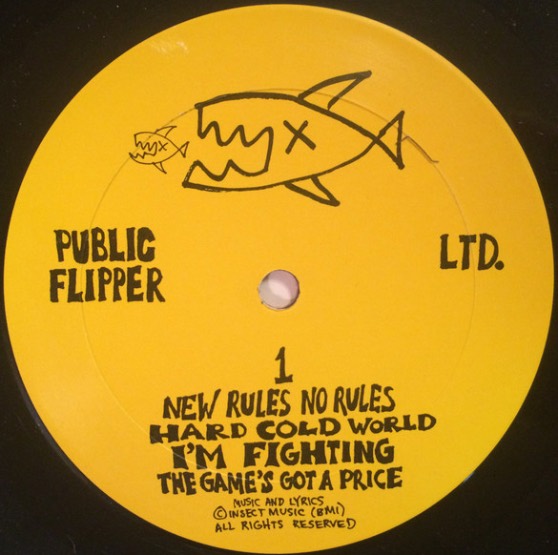 PUBLIC
FLIPPER
LTD.
1
NEW RULES NO RULES
HARD COLD WORLD
I'M FIGHTING
THE GAME'S GOT A PRICE
MUSIC AND LYRICS
© INSECT MUSIC (BMI)
ALL RIGHTS RESERVED